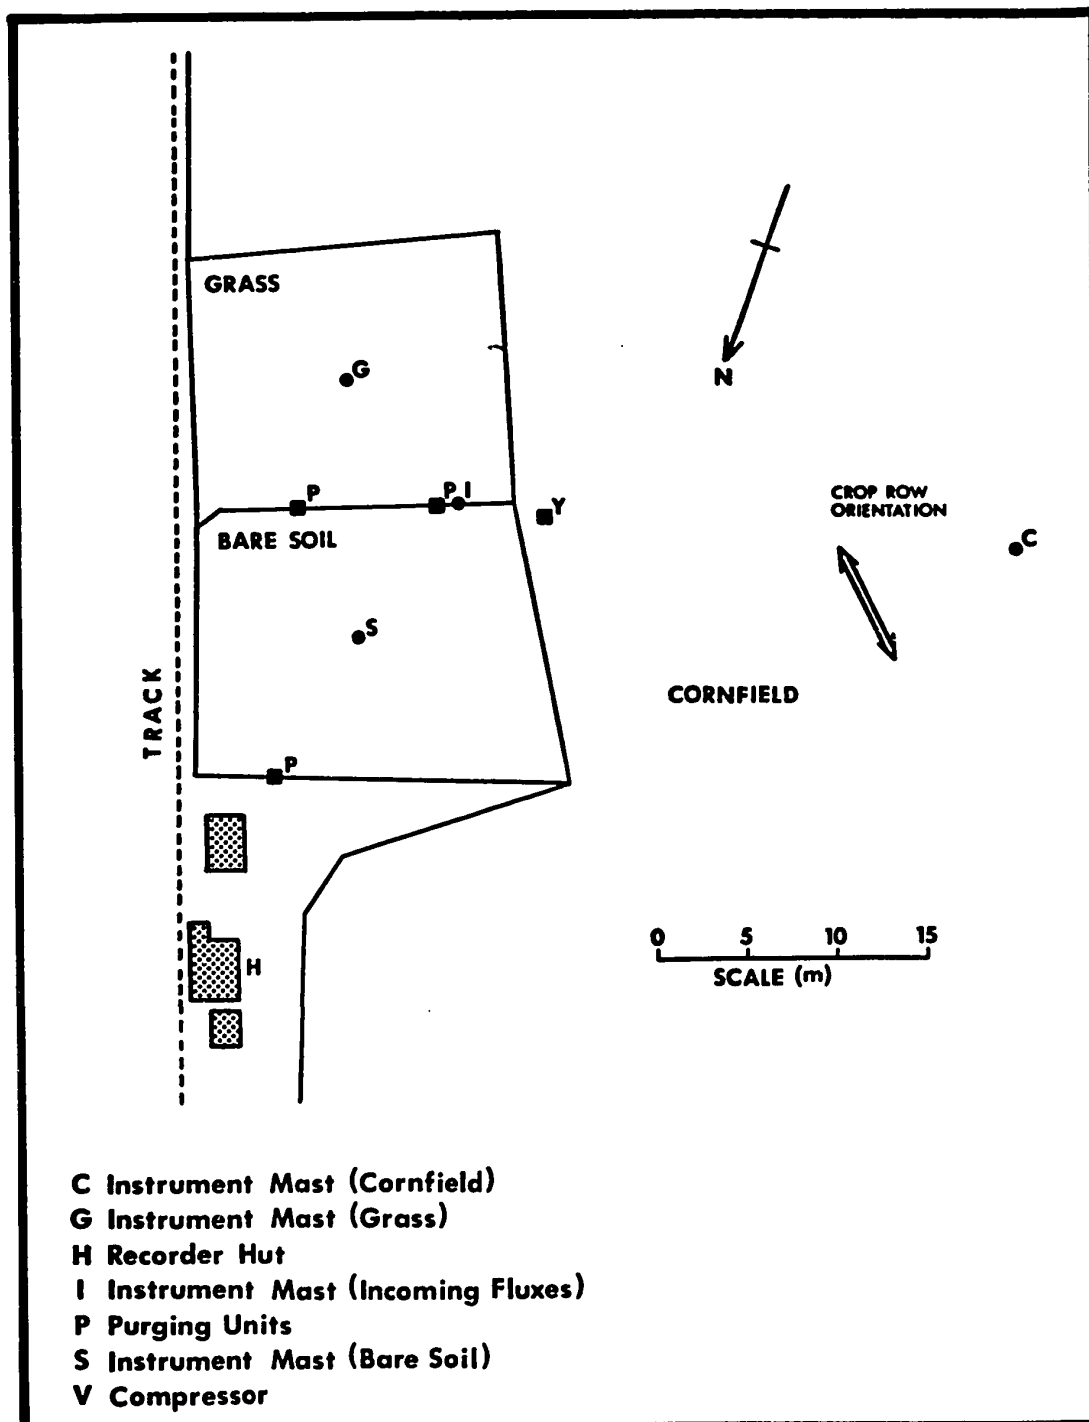 GRASS
G
N
P
P I
Y
CROP ROW
ORIENTATION
C
BARE SOIL
S
CORNFIELD
TRACK
P
0 5 10 15
SCALE (m)
H
C Instrument Mast (Cornfield)
G Instrument Mast (Grass)
H Recorder Hut
I Instrument Mast (Incoming Fluxes)
P Purging Units
S Instrument Mast (Bare Soil)
V Compressor